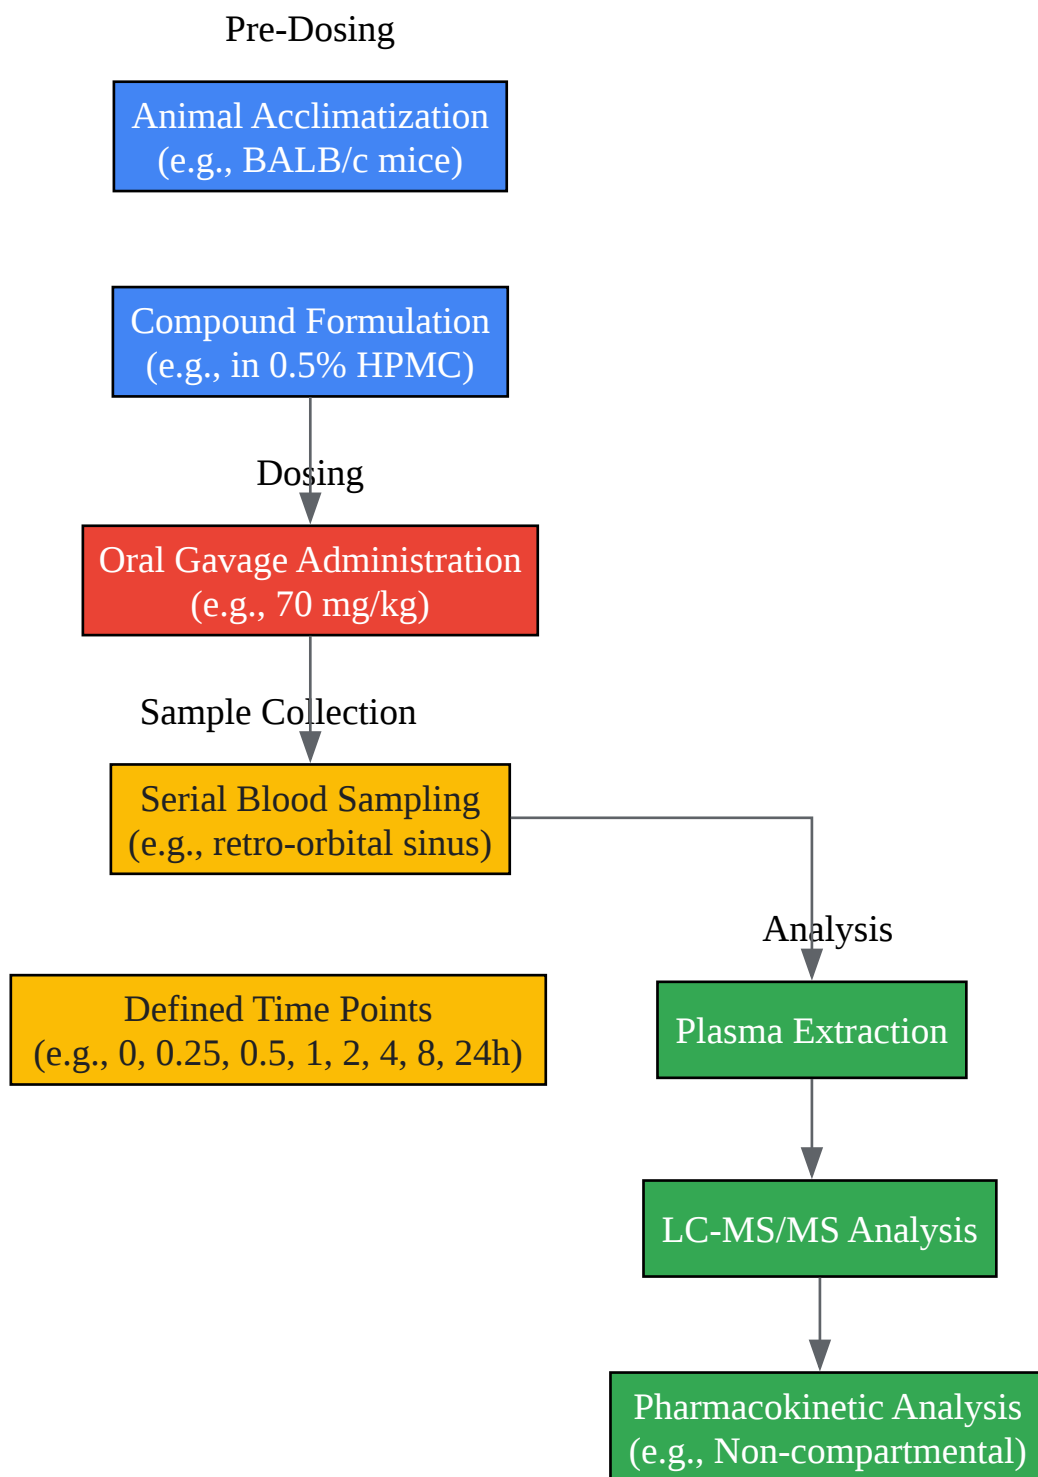 Pre-Dosing
Animal Acclimatization
(e.g., BALB/c mice)
Compound Formulation
(e.g., in 0.5% HPMC)
Dosing
Oral Gavage Administration
(e.g., 70 mg/kg)
Sample Collection
Serial Blood Sampling
(e.g., retro-orbital sinus)
Defined Time Points
(e.g., 0, 0.25, 0.5, 1, 2, 4, 8, 24h)
Analysis
Plasma Extraction
LC-MS/MS Analysis
Pharmacokinetic Analysis
(e.g., Non-compartmental)